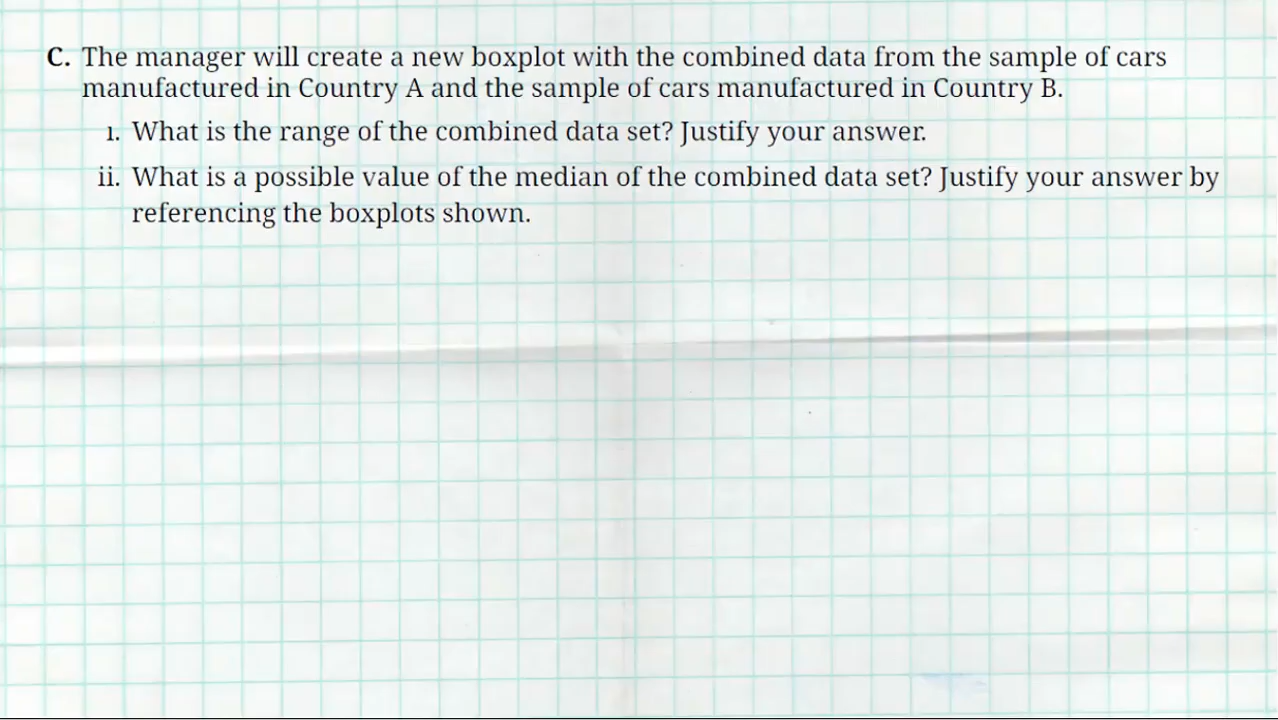 C. The manager will create a new boxplot with the combined data from the sample of cars
manufactured in Country A and the sample of cars manufactured in Country B.
i. What is the range of the combined data set? Justify your answer.
ii. What is a possible value of the median of the combined data set? Justify your answer by
referencing the boxplots shown.